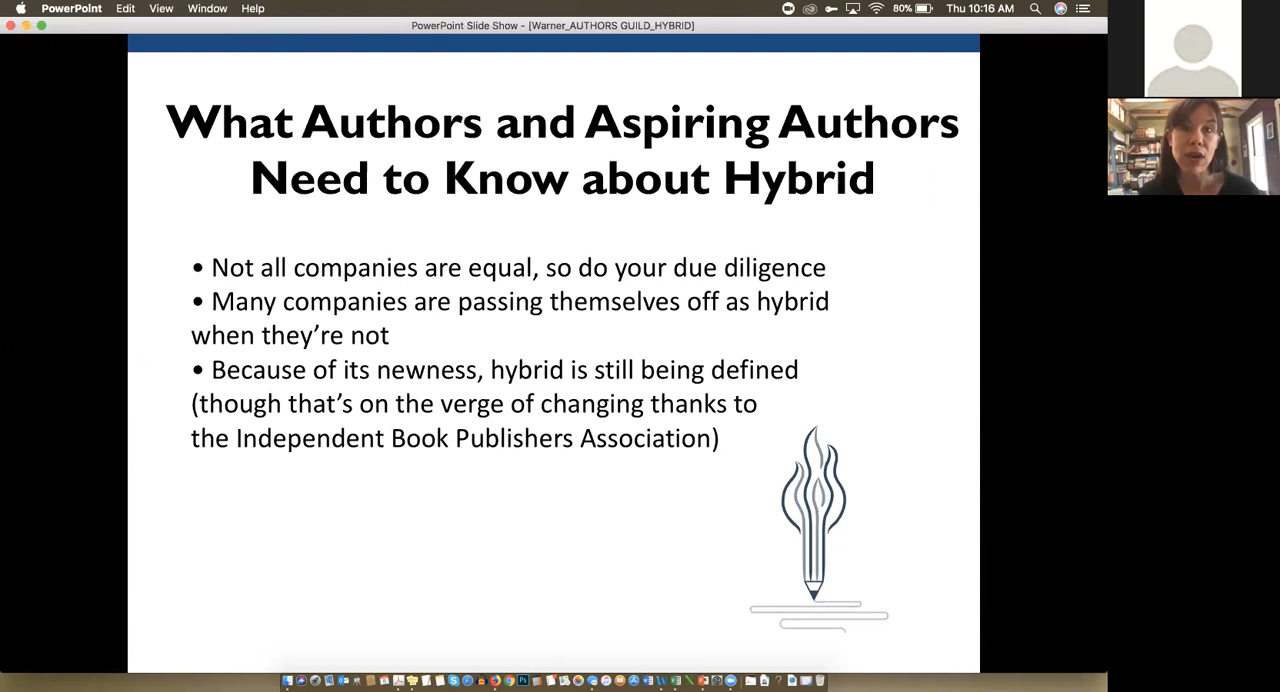 PowerPoint Edit View Window Help 80% Thu 10:16 AM
PowerPoint Slide Show - [Warner_AUTHORS GUILD_HYBRID]
What Authors and Aspiring Authors
Need to Know about Hybrid
• Not all companies are equal, so do your due diligence
• Many companies are passing themselves off as hybrid
when they’re not
• Because of its newness, hybrid is still being defined
(though that’s on the verge of changing thanks to
the Independent Book Publishers Association)